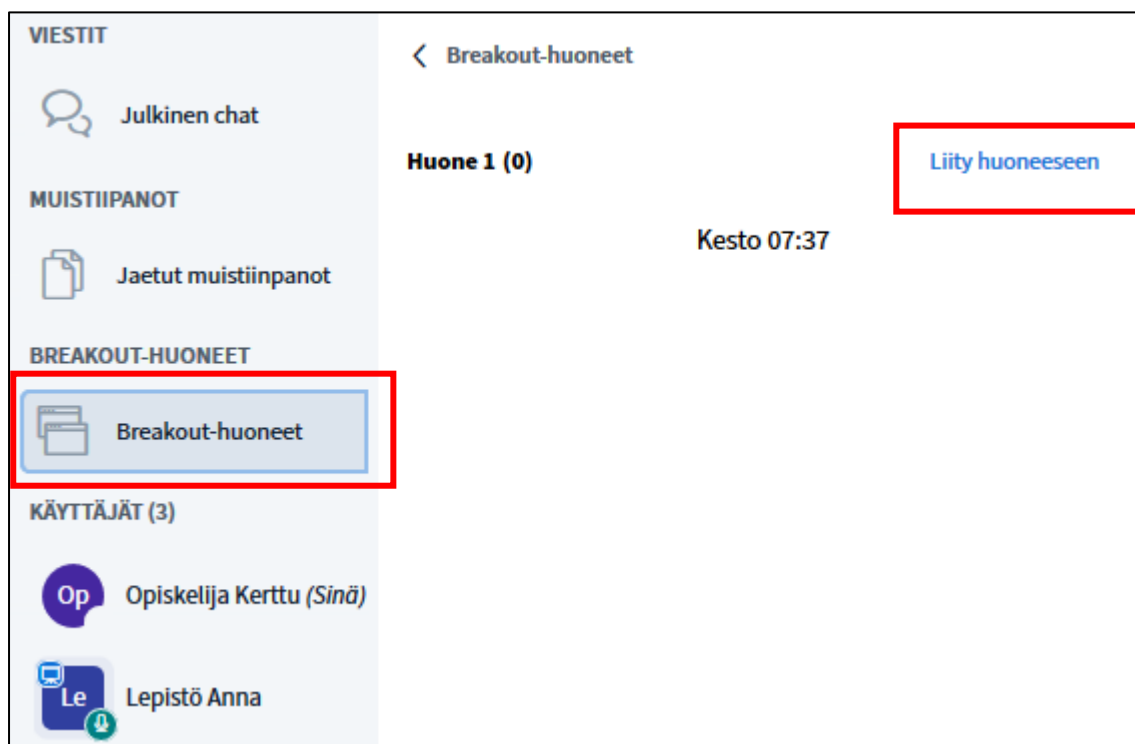 VIESTIT
Julkinen chat
MUISTIIPANOT
Jaetut muistiinpanot
BREAKOUT-HUONEET
Breakout-huoneet
KÄYTTÄJÄT (3)
Op Opiskelija Kerttu (Sinä)
Le Lepistö Anna
Breakout-huoneet
Huone 1 (0) Liity huoneeseen
Kesto 07:37